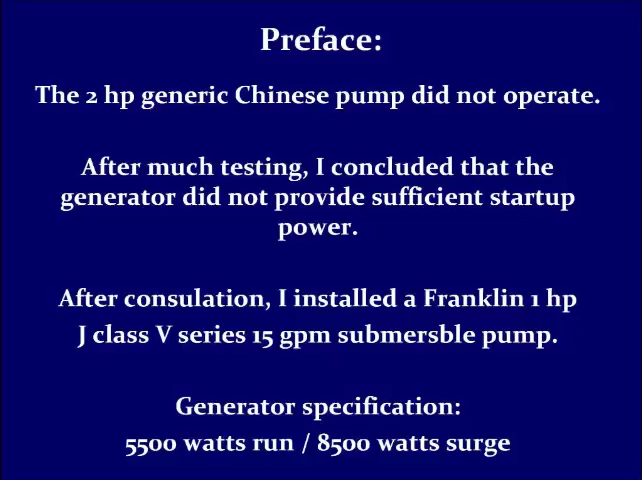 Preface:
The 2 hp generic Chinese pump did not operate.
After much testing, I concluded that the
generator did not provide sufficient startup
power.
After consulation, I installed a Franklin 1 hp
J class V series 15 gpm submersble pump.
Generator specification:
5500 watts run / 8500 watts surge